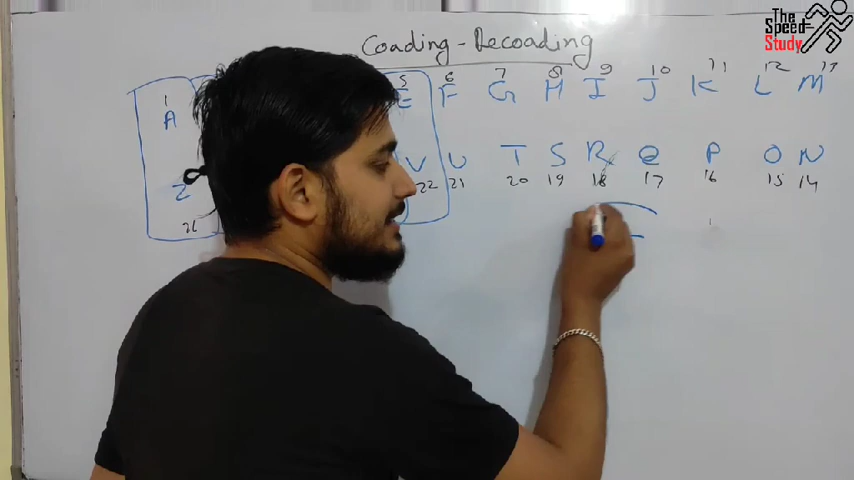 The Speed Study
Coading - Recoading
1 5 6 7 8 9 10 11 12 13
A E F G H I J K L M
Z V U T S R Q P O N
26 22 21 20 19 18 17 16 15 14